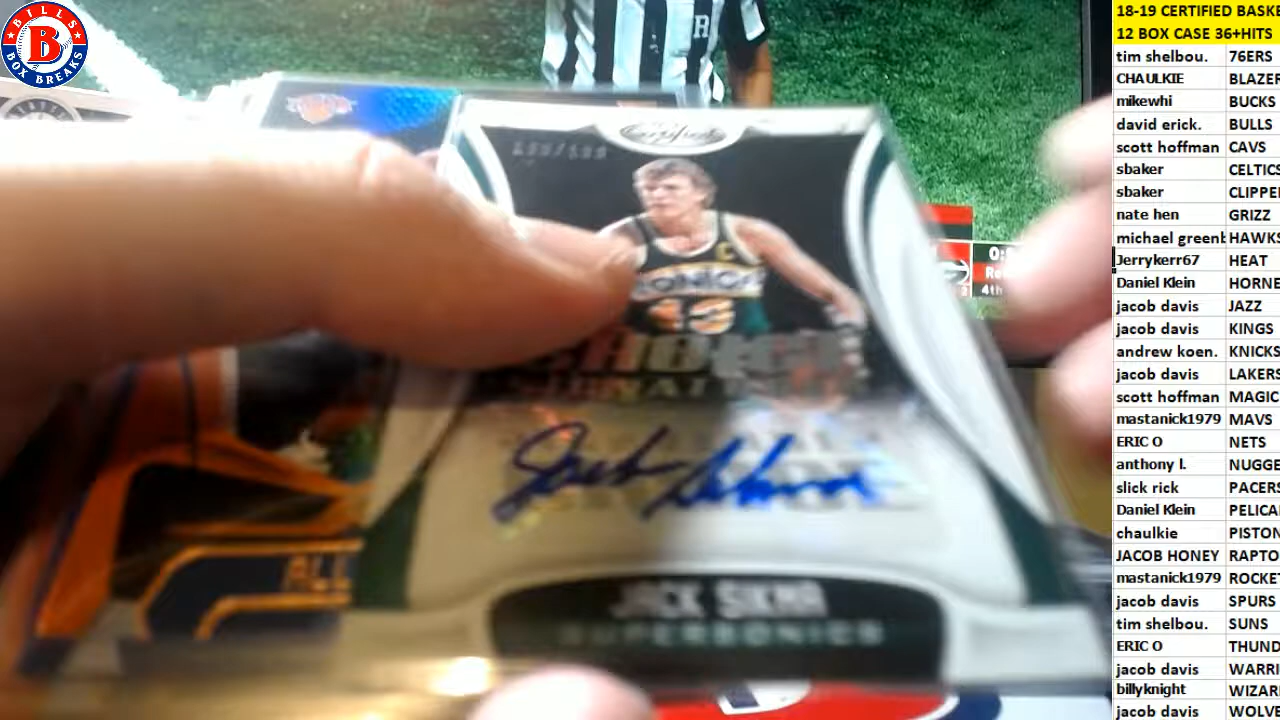 BILLS
B
BOX BREAKS
18-19 CERTIFIED BASKE
12 BOX CASE 36+HITS
tim shelbou. 76ERS
CHAULKIE BLAZER
mikewhi BUCKS
david erick. BULLS
scott hoffman CAVS
sbaker CELTICS
sbaker CLIPPE
nate hen GRIZZ
michael greenb HAWKS
Jerrykerr67 HEAT
Daniel Klein HORNE
jacob davis JAZZ
jacob davis KINGS
andrew koen. KNICKS
jacob davis LAKERS
scott hoffman MAGIC
mastanick1979 MAVS
ERIC O NETS
anthony l. NUGGE
slick rick PACERS
Daniel Klein PELICA
chaulkie PISTON
JACOB HONEY RAPTO
mastanick1979 ROCKET
jacob davis SPURS
tim shelbou. SUNS
ERIC O THUND
jacob davis WARRI
billyknight WIZAR
jacob davis WOLVE
Certified
SONICS
43
Jack Sikma
JACK SIKMA
SUPERSONICS
ALL
R
4th